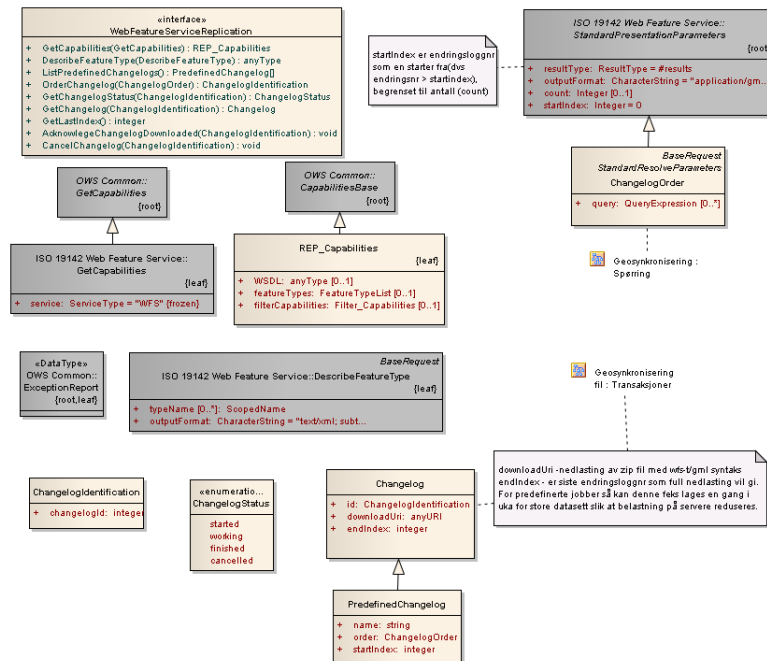 «interface»
WebFeatureServiceReplication
+ GetCapabilities(GetCapabilities) : REP_Capabilities
+ DescribeFeatureType(DescribeFeatureType) : anyType
+ ListPredefinedChangelogs() : PredefinedChangelog[]
+ OrderChangelog(ChangelogOrder) : ChangelogIdentification
+ GetChangelogStatus(ChangelogIdentification) : ChangelogStatus
+ GetChangelog(ChangelogIdentification) : Changelog
+ GetLastIndex() : integer
+ AcknowlegeChangelogDownloaded(ChangelogIdentification) : void
+ CancelChangelog(ChangelogIdentification) : void
startIndex er endringsloggnr
som en starter fra(dvs
endringsnr > startindex),
begrenset til antall (count)
ISO 19142 Web Feature Service::
StandardPresentationParameters
{root}
+ resultType: ResultType = #results
+ outputFormat: CharacterString = "application/gm...
+ count: Integer [0..1]
+ startIndex: Integer = 0
BaseRequest
StandardResolveParameters
ChangelogOrder
+ query: QueryExpression [0..*]
Geosynkronisering :
Spørring
OWS Common::
GetCapabilities
{root}
OWS Common::
CapabilitiesBase
{root}
ISO 19142 Web Feature Service::
GetCapabilities
{leaf}
+ service: ServiceType = "WFS" {frozen}
REP_Capabilities
{leaf}
+ WSDL: anyType [0..1]
+ featureTypes: FeatureTypeList [0..1]
+ filterCapabilities: Filter_Capabilities [0..1]
«DataType»
OWS Common::
ExceptionReport
{root,leaf}
BaseRequest
ISO 19142 Web Feature Service::DescribeFeatureType
{leaf}
+ typeName [0..*]: ScopedName
+ outputFormat: CharacterString = "text/xml; subt...
Geosynkronisering
fil : Transaksjoner
ChangelogIdentification
+ changelogId: integer
«enumeratio...
ChangelogStatus
started
working
finished
cancelled
Changelog
+ id: ChangelogIdentification
+ downloadUri: anyURI
+ endIndex: integer
downloadUri -nedlasting av zip fil med wfs-t/gml syntaks
endIndex - er siste endringsloggnr som full nedlasting vil gi.
For predefinerte jobber så kan denne feks lages en gang i
uka for store datasett slik at belastning på servere reduseres.
PredefinedChangelog
+ name: string
+ order: ChangelogOrder
+ startIndex: integer